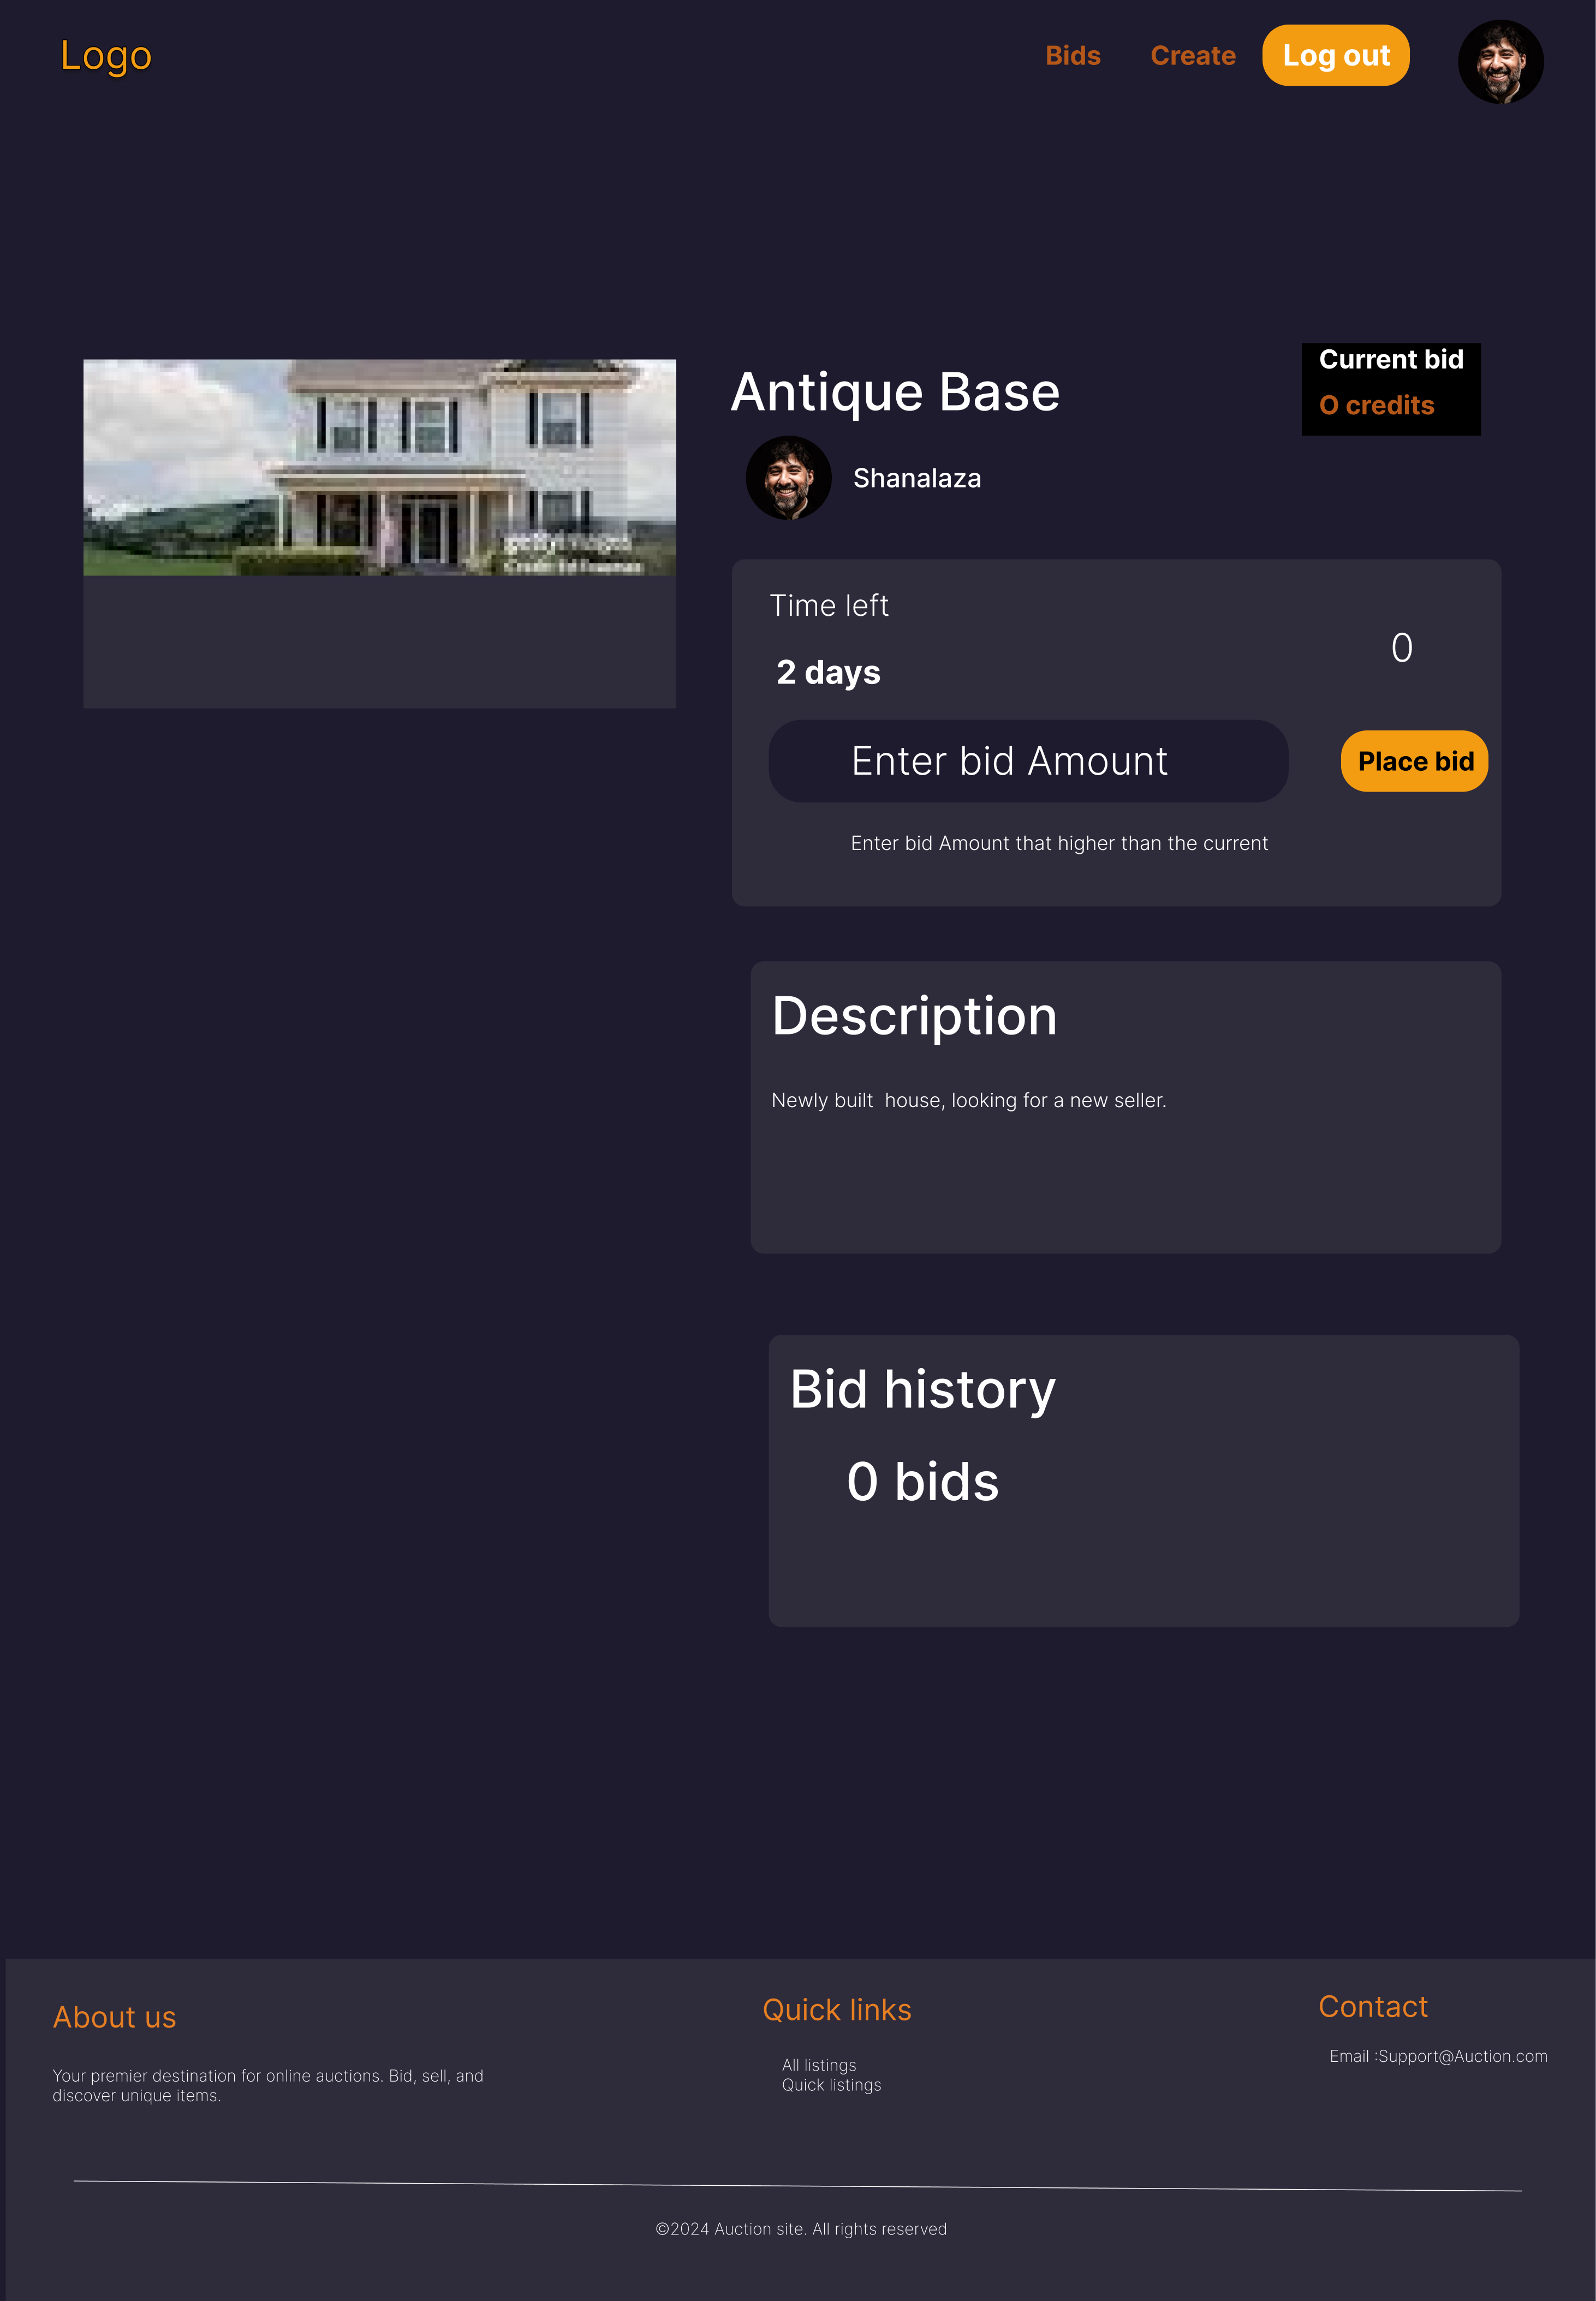 Logo
Bids
Create
Log out
Antique Base
Current bid
O credits
Shanalaza
Time left
0
2 days
Enter bid Amount
Place bid
Enter bid Amount that higher than the current
Description
Newly built  house, looking for a new seller.
Bid history
0 bids
About us
Your premier destination for online auctions. Bid, sell, and
discover unique items.
Quick links
All listings
Quick listings
Contact
Email :Support@Auction.com
©2024 Auction site. All rights reserved